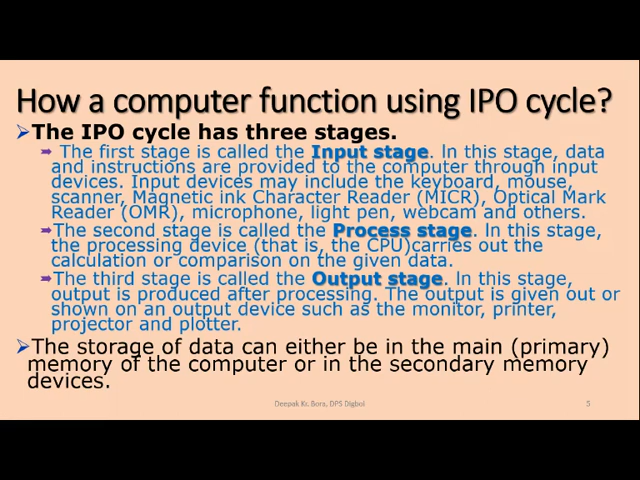 How a computer function using IPO cycle?
➢The IPO cycle has three stages.
➡ The first stage is called the Input stage. In this stage, data
and instructions are provided to the computer through input
devices. Input devices may include the keyboard, mouse,
scanner, Magnetic ink Character Reader (MICR), Optical Mark
Reader (OMR), microphone, light pen, webcam and others.
➡The second stage is called the Process stage. In this stage,
the processing device (that is, the CPU)carries out the
calculation or comparison on the given data.
➡The third stage is called the Output stage. In this stage,
output is produced after processing. The output is given out or
shown on an output device such as the monitor, printer,
projector and plotter.
➢The storage of data can either be in the main (primary)
memory of the computer or in the secondary memory
devices.
Deepak Kr. Bora, DPS Digboi
5